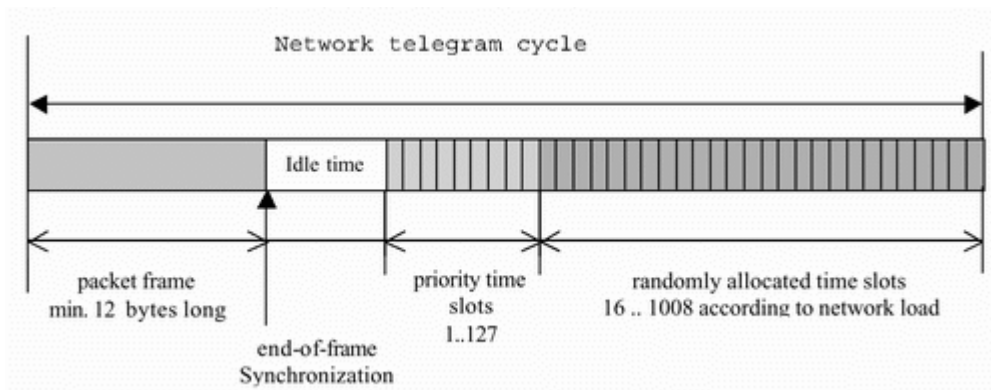 Network telegram cycle
Idle time
packet frame
min. 12 bytes long
end-of-frame
Synchronization
priority time
slots
1..127
randomly allocated time slots
16 .. 1008 according to network load